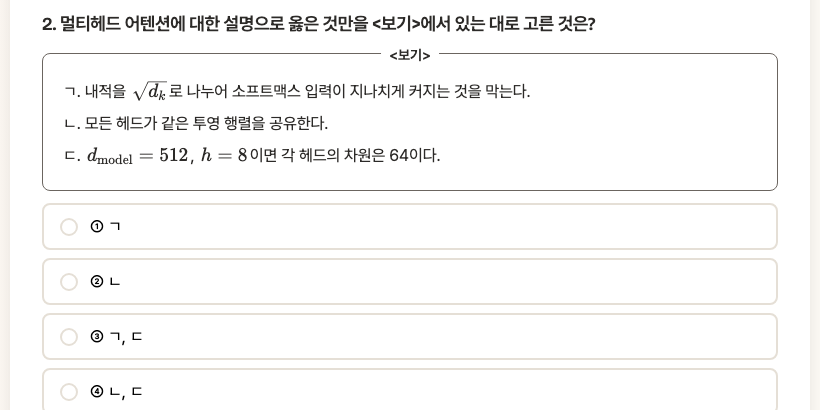 2. 멀티헤드 어텐션에 대한 설명으로 옳은 것만을 <보기>에서 있는 대로 고른 것은?
<보기>
ㄱ. 내적을 √dₖ 로 나누어 소프트맥스 입력이 지나치게 커지는 것을 막는다.
ㄴ. 모든 헤드가 같은 투영 행렬을 공유한다.
ㄷ. d_model = 512, h = 8이면 각 헤드의 차원은 64이다.
① ㄱ
② ㄴ
③ ㄱ, ㄷ
④ ㄴ, ㄷ